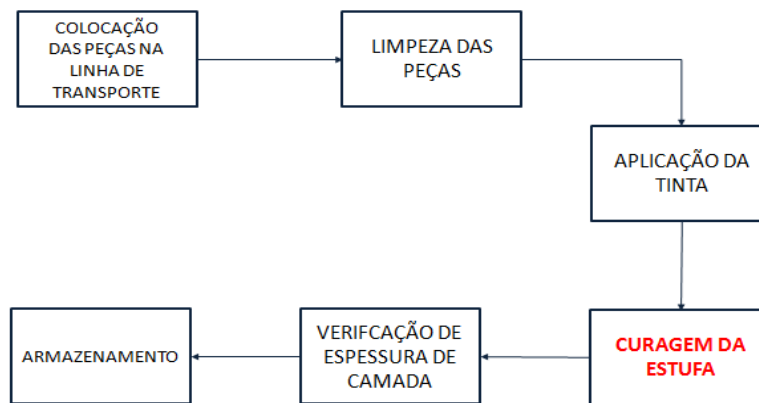 COLOCAÇÃO
DAS PEÇAS NA
LINHA DE
TRANSPORTE
LIMPEZA DAS
PEÇAS
APLICAÇÃO DA
TINTA
CURAGEM DA
ESTUFA
VERIFCAÇÃO DE
ESPESSURA DE
CAMADA
ARMAZENAMENTO